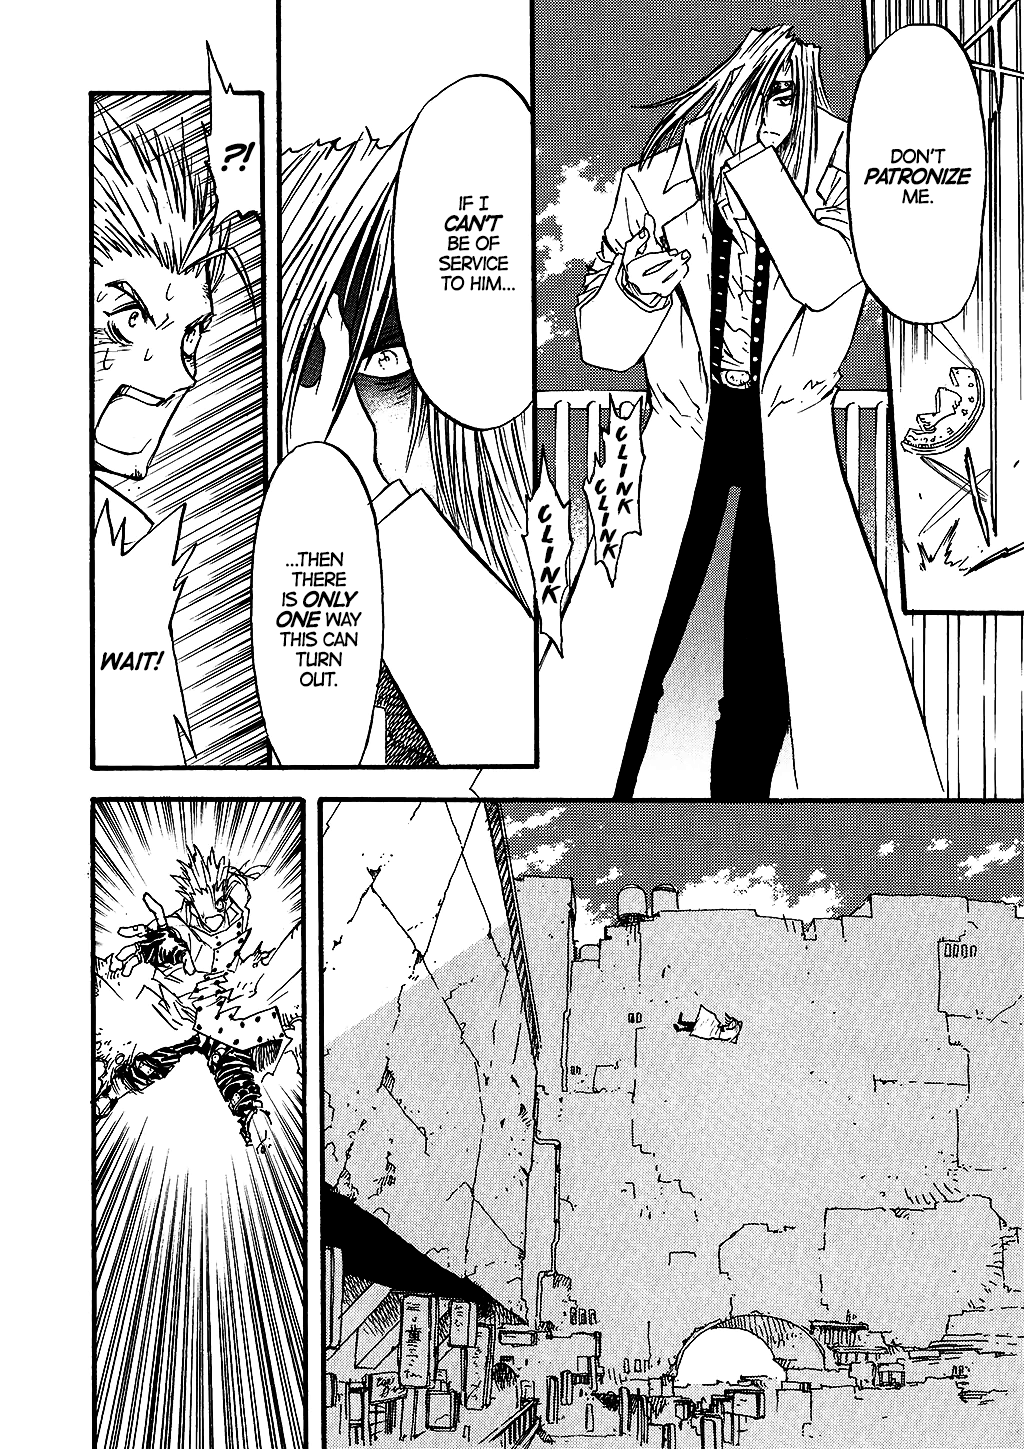 DON'T
PATRONIZE
ME.
CLINK
CLINK
CLINK
IF I
CAN'T
BE OF
SERVICE
TO HIM...
...THEN
THERE
IS ONLY
ONE WAY
THIS CAN
TURN
OUT.
?!
WAIT!